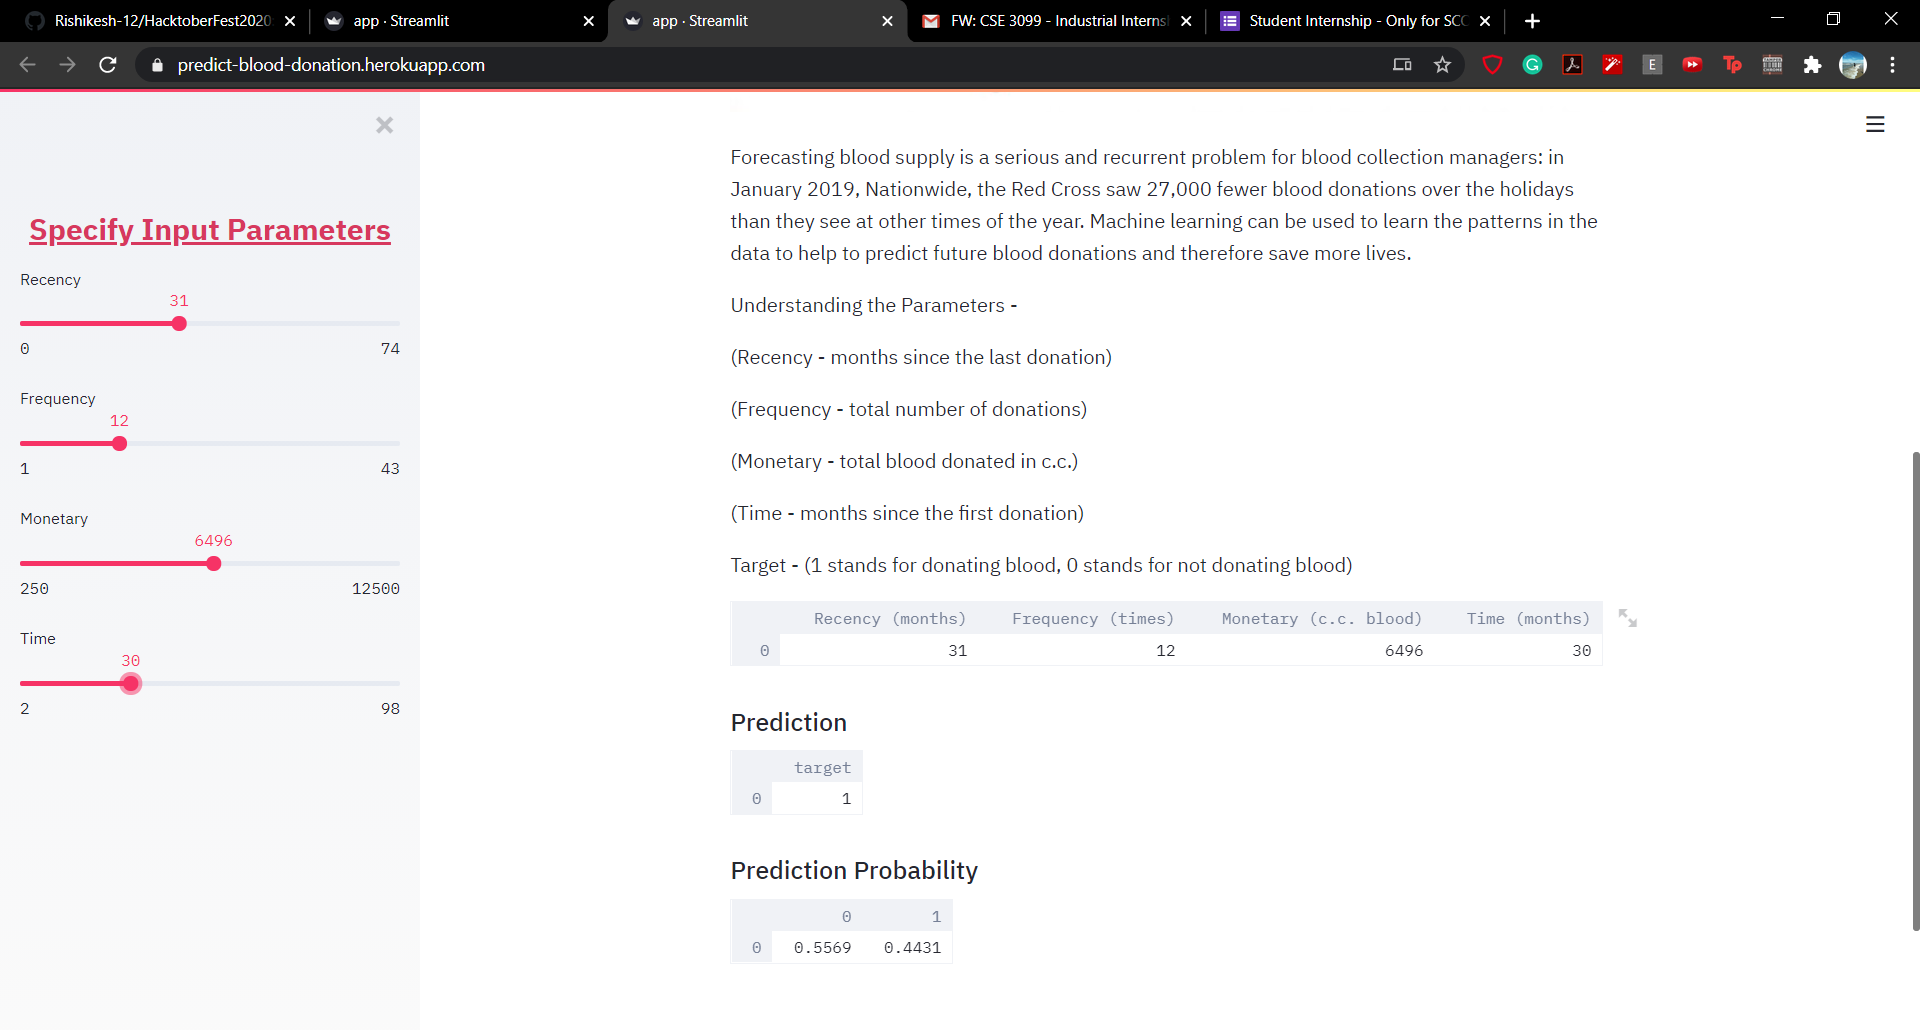 Rishikesh-12/HacktoberFest2020
app · Streamlit
app · Streamlit
FW: CSE 3099 - Industrial Interns
Student Internship - Only for SCO
predict-blood-donation.herokuapp.com
Specify Input Parameters
Recency
31
0 74
Frequency
12
1 43
Monetary
6496
250 12500
Time
30
2 98
Forecasting blood supply is a serious and recurrent problem for blood collection managers: in
January 2019, Nationwide, the Red Cross saw 27,000 fewer blood donations over the holidays
than they see at other times of the year. Machine learning can be used to learn the patterns in the
data to help to predict future blood donations and therefore save more lives.
Understanding the Parameters -
(Recency - months since the last donation)
(Frequency - total number of donations)
(Monetary - total blood donated in c.c.)
(Time - months since the first donation)
Target - (1 stands for donating blood, 0 stands for not donating blood)
Recency (months) Frequency (times) Monetary (c.c. blood) Time (months)
0 31 12 6496 30
Prediction
target
0 1
Prediction Probability
0 1
0 0.5569 0.4431